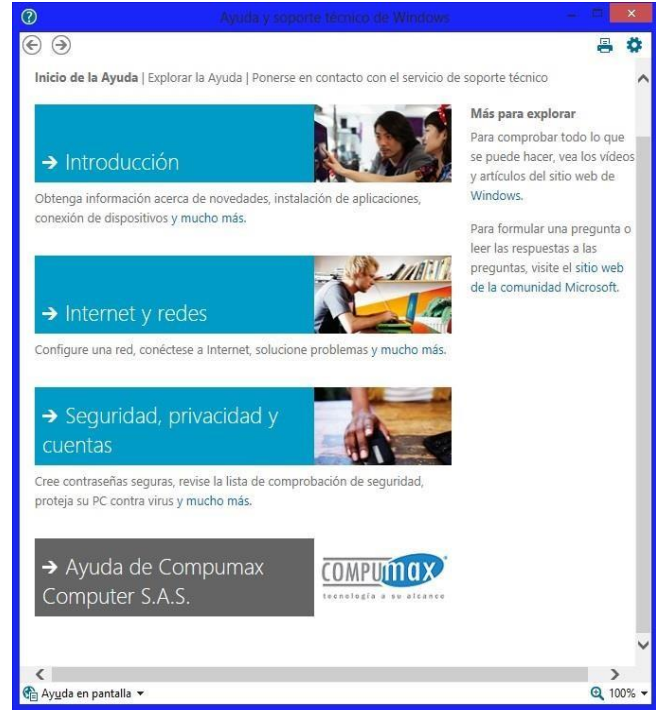 Ayuda y soporte técnico de Windows
Inicio de la Ayuda | Explorar la Ayuda | Ponerse en contacto con el servicio de soporte técnico
→ Introducción
Obtenga información acerca de novedades, instalación de aplicaciones,
conexión de dispositivos y mucho más.
→ Internet y redes
Configure una red, conéctese a Internet, solucione problemas y mucho más.
→ Seguridad, privacidad y
cuentas
Cree contraseñas seguras, revise la lista de comprobación de seguridad,
proteja su PC contra virus y mucho más.
→ Ayuda de Compumax
Computer S.A.S.
COMPUmax
tecnología a su alcance
Más para explorar
Para comprobar todo lo que
se puede hacer, vea los vídeos
y artículos del sitio web de
Windows.
Para formular una pregunta o
leer las respuestas a las
preguntas, visite el sitio web
de la comunidad Microsoft.
Ayuda en pantalla
100%